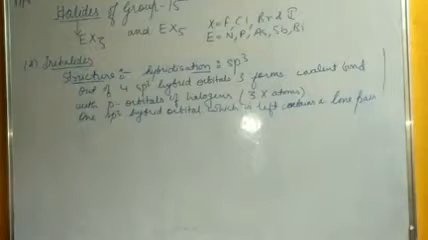 Halides of Group-15
EX3 and EX5 X=F, Cl, Br & I
E = N, P, As, Sb, Bi
Trihalides
Structure :- hybridisation : sp3
Out of 4 sp3 hybrid orbitals 3 forms covalent bond
with p-orbitals of halogens (3 X atoms)
One sp3 hybrid orbital which is left contains a lone pair